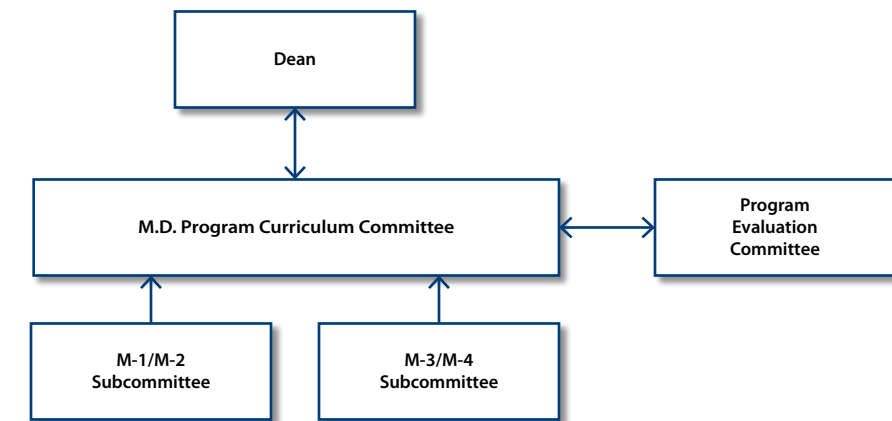 Dean
M.D. Program Curriculum Committee
Program
Evaluation
Committee
M-1/M-2
Subcommittee
M-3/M-4
Subcommittee